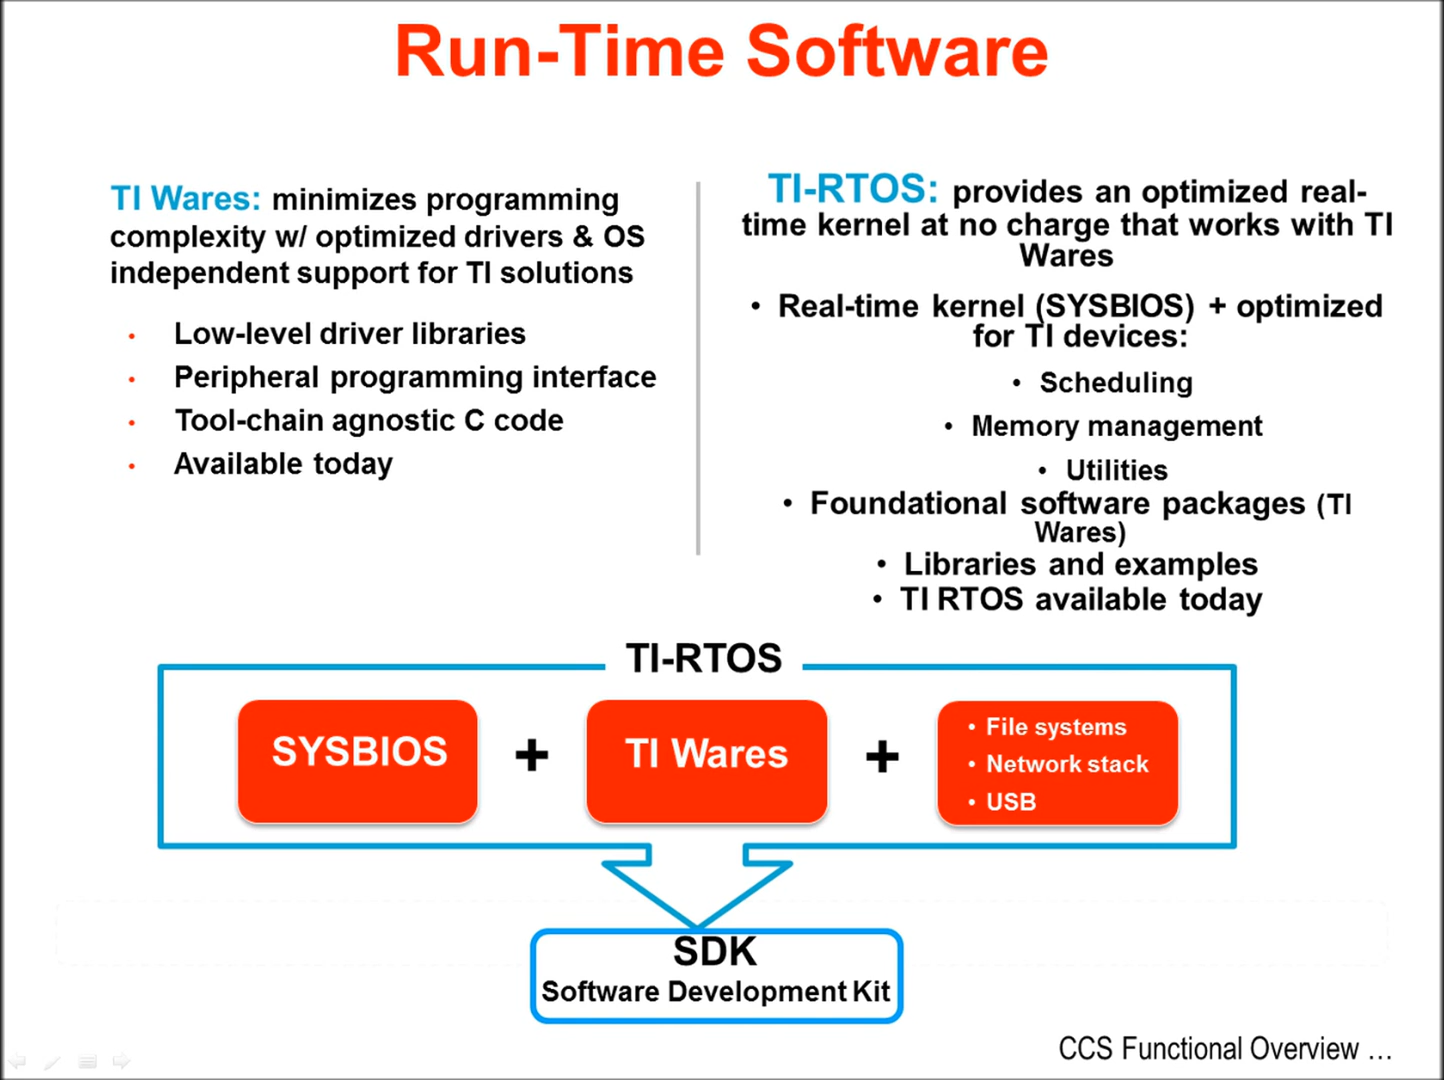 Run-Time Software
TI Wares: minimizes programming
complexity w/ optimized drivers & OS
independent support for TI solutions
• Low-level driver libraries
• Peripheral programming interface
• Tool-chain agnostic C code
• Available today
TI-RTOS: provides an optimized real-
time kernel at no charge that works with TI
Wares
• Real-time kernel (SYSBIOS) + optimized
for TI devices:
• Scheduling
• Memory management
• Utilities
• Foundational software packages (TI
Wares)
• Libraries and examples
• TI RTOS available today
TI-RTOS
SYSBIOS
+
TI Wares
+
• File systems
• Network stack
• USB
SDK
Software Development Kit
CCS Functional Overview ...